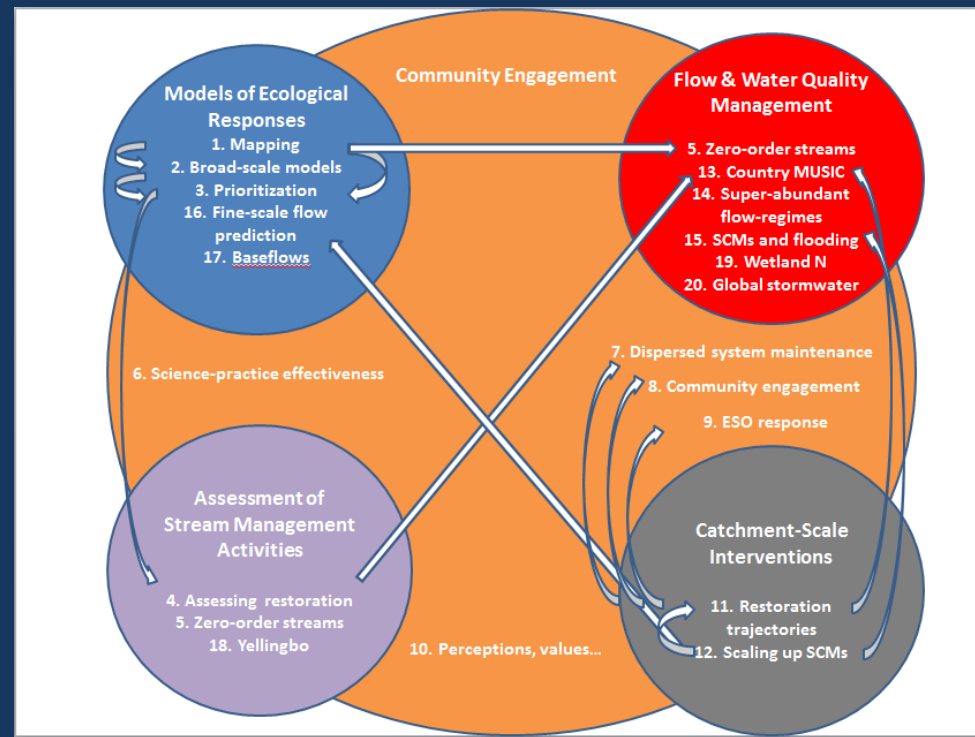 Community Engagement
Models of Ecological
Responses
1. Mapping
2. Broad-scale models
3. Prioritization
16. Fine-scale flow
prediction
17. Baseflows
Flow & Water Quality
Management
5. Zero-order streams
13. Country MUSIC
14. Super-abundant
flow-regimes
15. SCMs and flooding
19. Wetland N
20. Global stormwater
6. Science-practice effectiveness
7. Dispersed system maintenance
8. Community engagement
9. ESO response
Assessment of
Stream Management
Activities
4. Assessing restoration
5. Zero-order streams
18. Yellingbo
10. Perceptions, values...
Catchment-Scale
Interventions
11. Restoration
trajectories
12. Scaling up SCMs